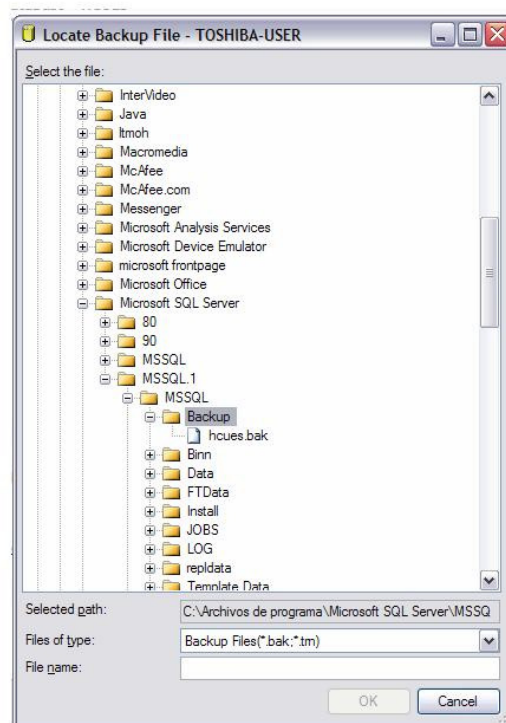 Locate Backup File - TOSHIBA-USER
Select the file:
InterVideo
Java
ltmoh
Macromedia
McAfee
McAfee.com
Messenger
Microsoft Analysis Services
Microsoft Device Emulator
microsoft frontpage
Microsoft Office
Microsoft SQL Server
80
90
MSSQL
MSSQL.1
MSSQL
Backup
hcues.bak
Binn
Data
FTData
Install
JOBS
LOG
repldata
Template Data
Selected path: C:\Archivos de programa\Microsoft SQL Server\MSSQ
Files of type: Backup Files(*.bak;*.trn)
File name:
OK Cancel